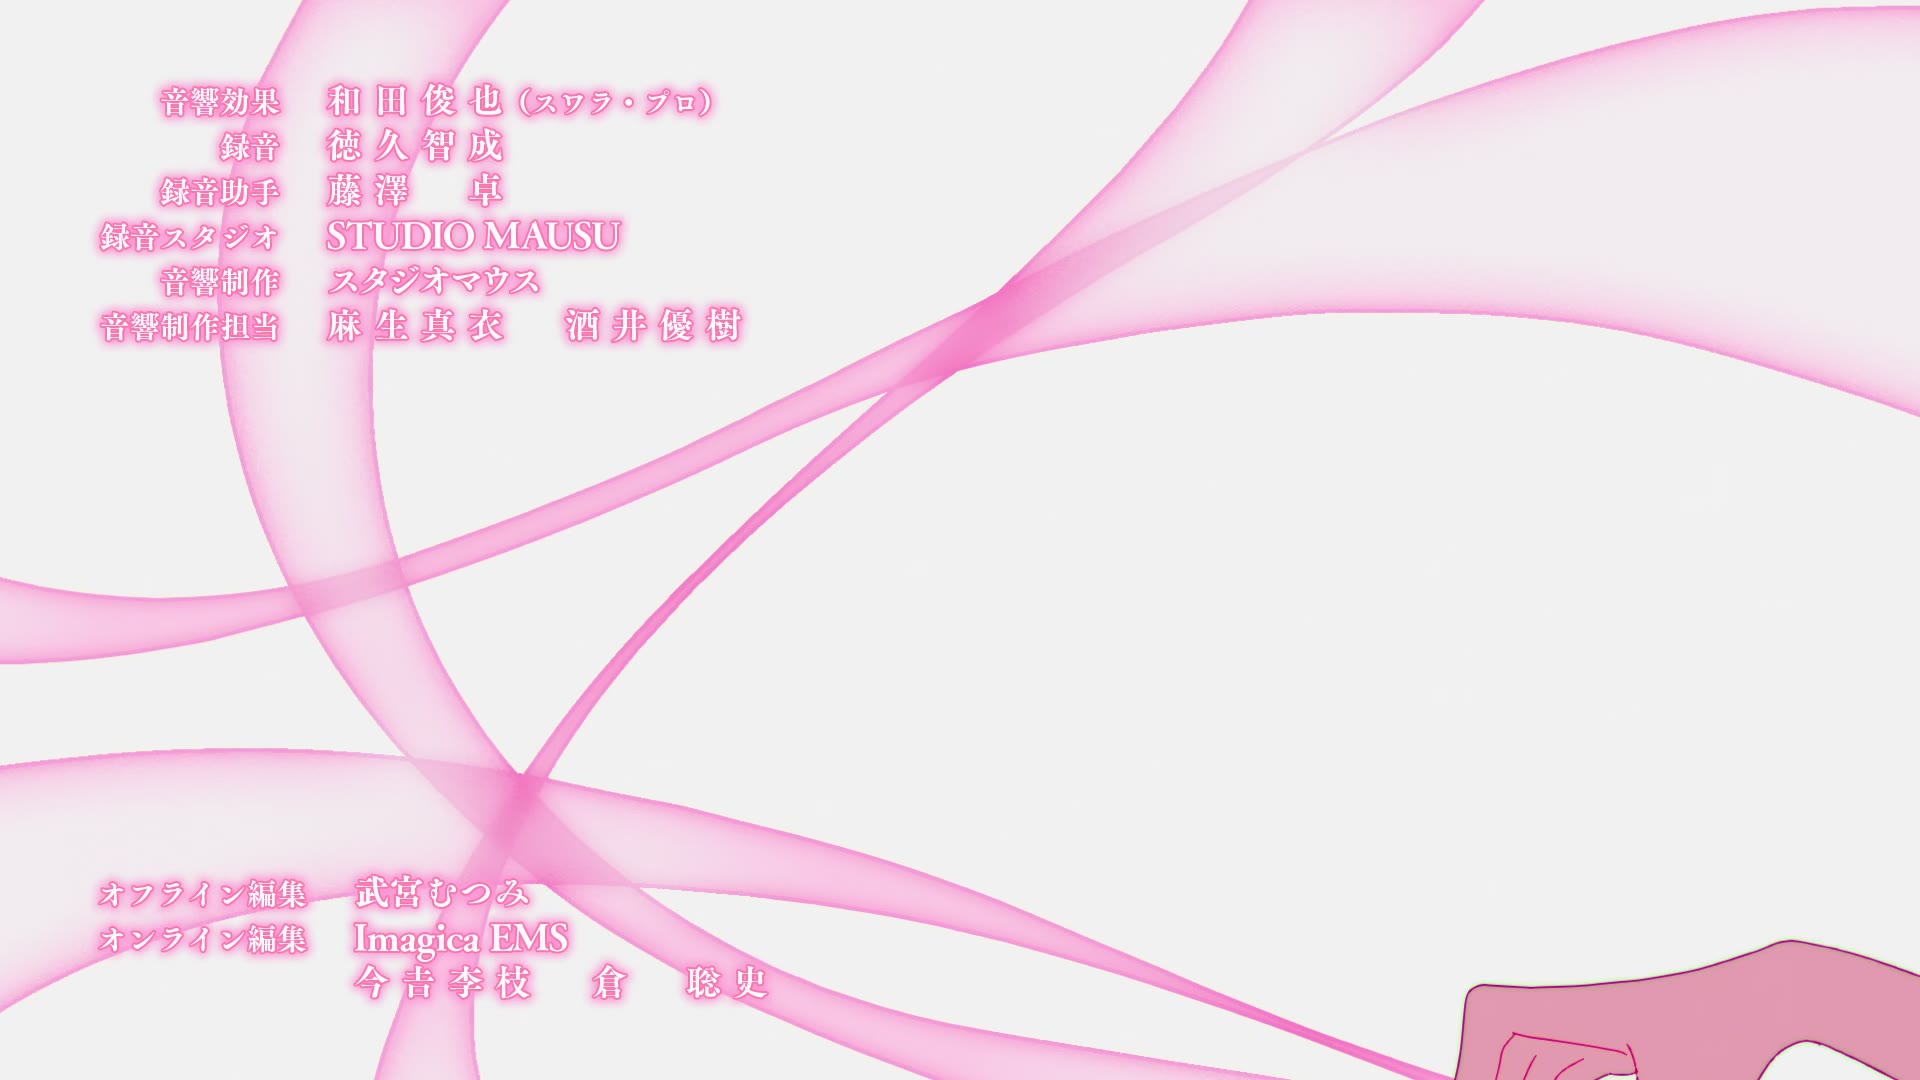 音響効果 和田俊也（スワラ・プロ）
録音 徳久智成
録音助手 藤澤 卓
録音スタジオ STUDIO MAUSU
音響制作 スタジオマウス
音響制作担当 麻生真衣 酒井優樹
オフライン編集 武宮むつみ
オンライン編集 Imagica EMS
今𠮷李枝 倉 聡史